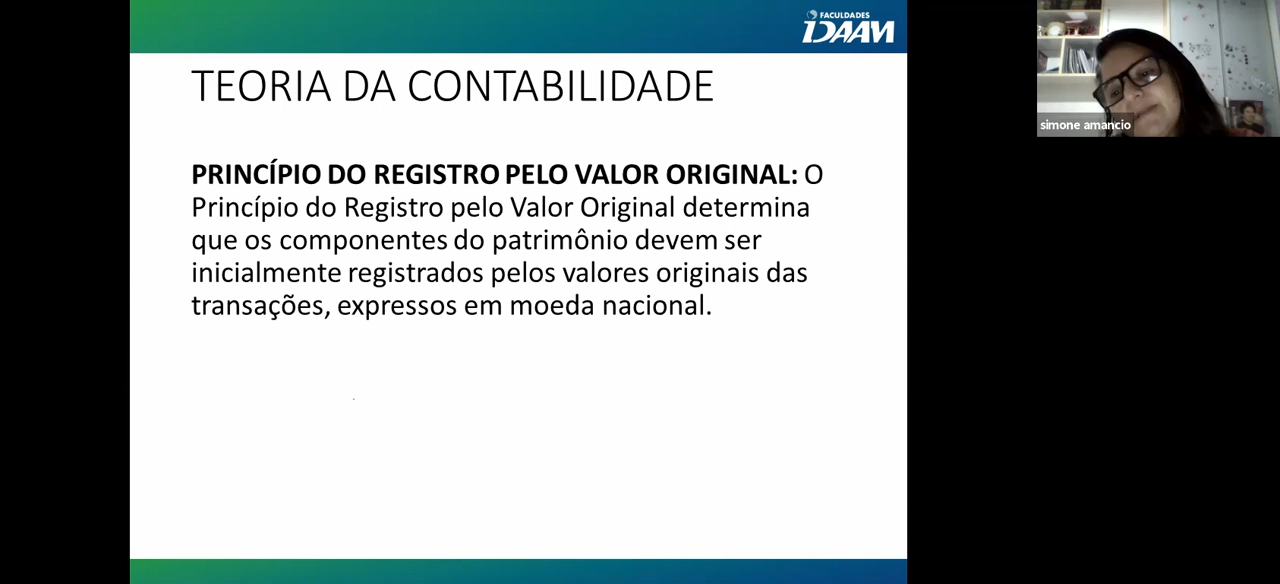 FACULDADES
IDAAM
TEORIA DA CONTABILIDADE
PRINCÍPIO DO REGISTRO PELO VALOR ORIGINAL: O
Princípio do Registro pelo Valor Original determina
que os componentes do patrimônio devem ser
inicialmente registrados pelos valores originais das
transações, expressos em moeda nacional.
simone amancio